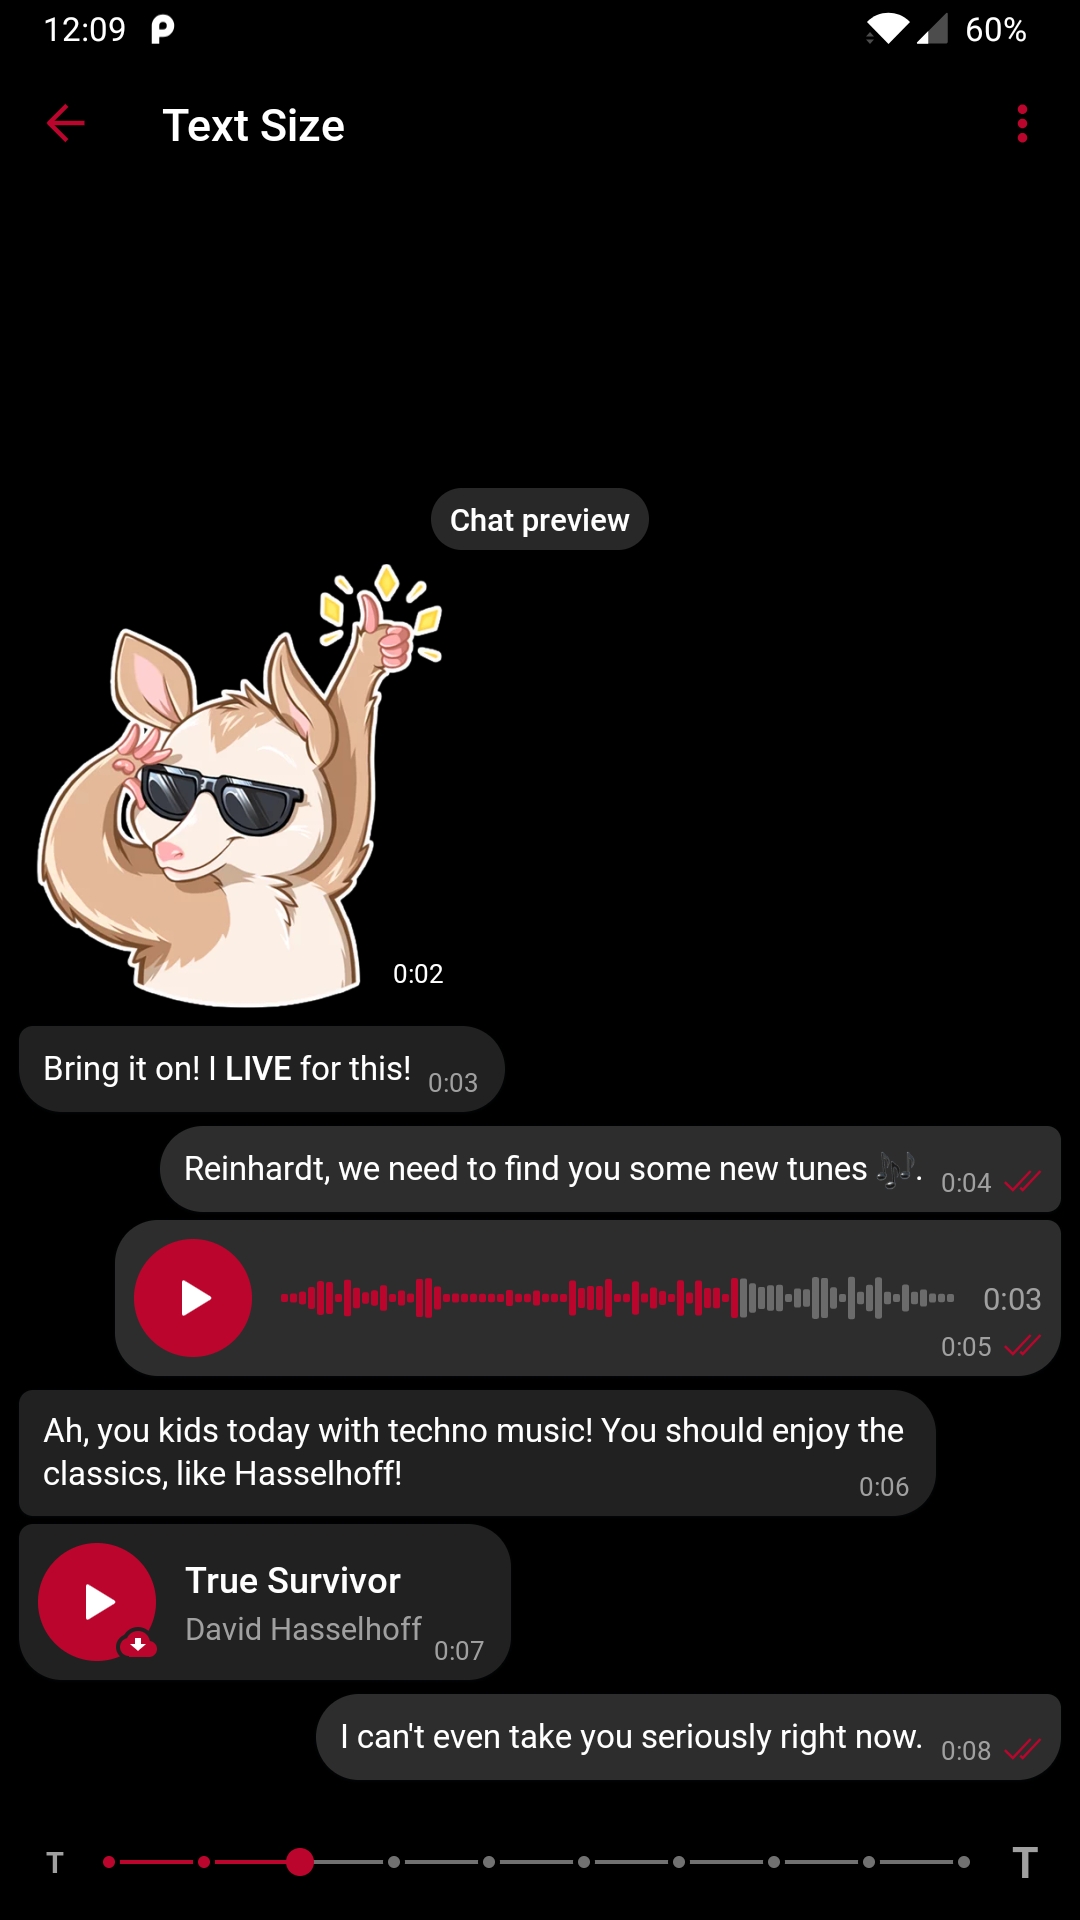 12:09
60%
Text Size
Chat preview
0:02
Bring it on! I LIVE for this! 0:03
Reinhardt, we need to find you some new tunes 🎶. 0:04
0:03
0:05
Ah, you kids today with techno music! You should enjoy the
classics, like Hasselhoff!
0:06
True Survivor
David Hasselhoff 0:07
I can't even take you seriously right now. 0:08
T T